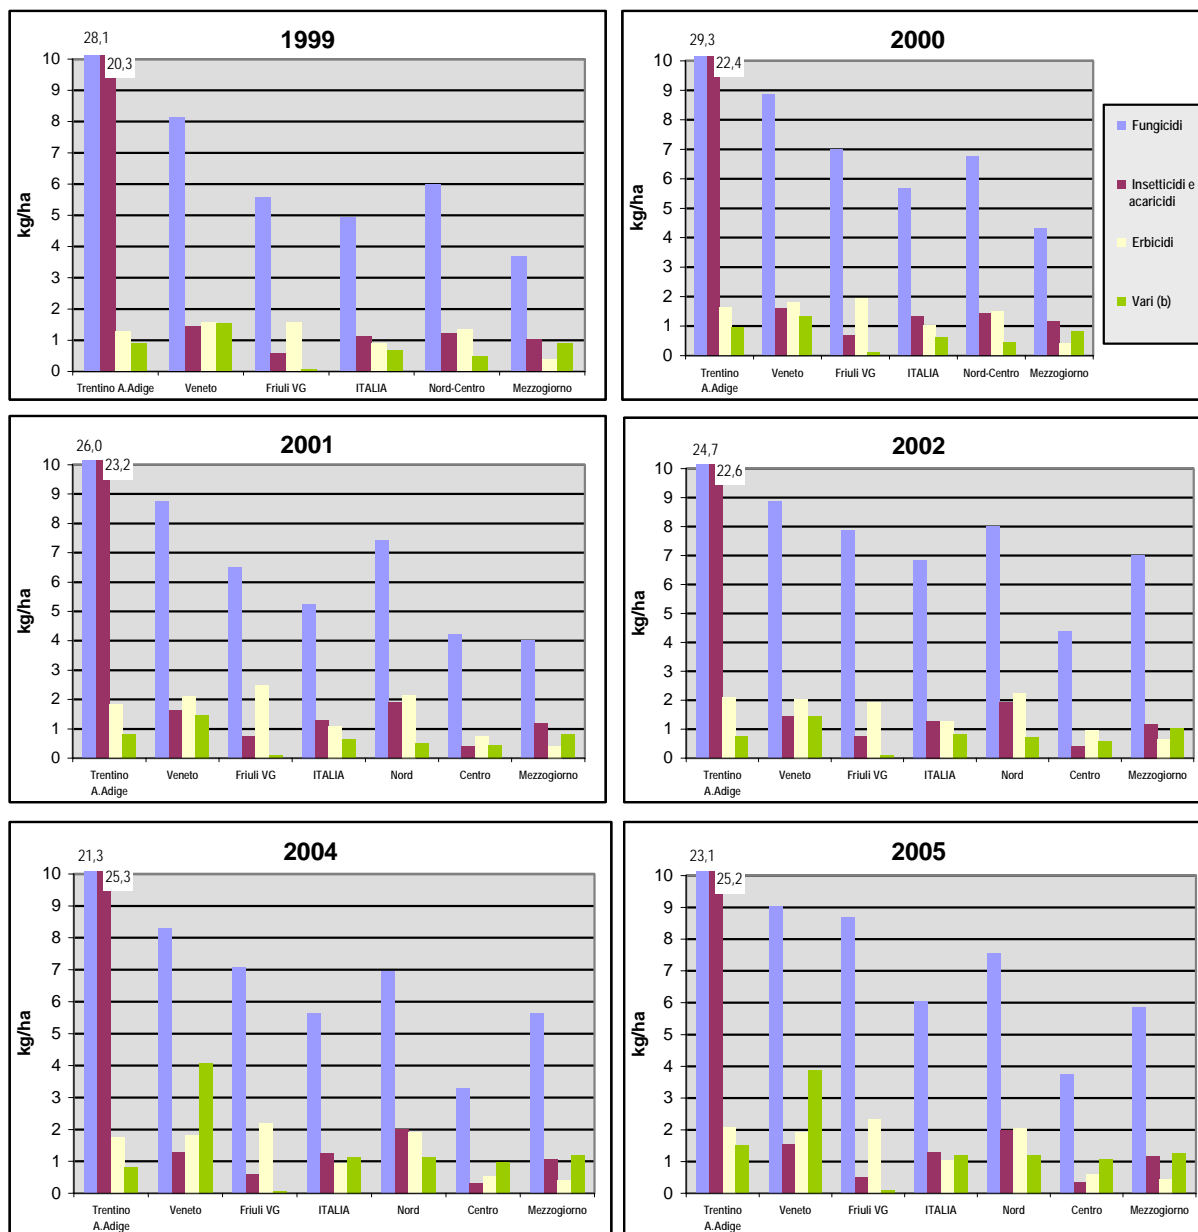 1999
28,1
20,3
10
9
8
7
6
5
4
3
2
1
0
kg/ha
Trentino A.Adige
Veneto
Friuli VG
ITALIA
Nord-Centro
Mezzogiorno
2000
29,3
22,4
10
9
8
7
6
5
4
3
2
1
0
kg/ha
Trentino
A.Adige
Veneto
Friuli VG
ITALIA
Nord-Centro
Mezzogiorno
Fungicidi
Insetticidi e
acaricidi
Erbicidi
Vari (b)
2001
26,0
23,2
10
9
8
7
6
5
4
3
2
1
0
kg/ha
Trentino
A.Adige
Veneto
Friuli VG
ITALIA
Nord
Centro
Mezzogiorno
2002
24,7
22,6
10
9
8
7
6
5
4
3
2
1
0
kg/ha
Trentino
A.Adige
Veneto
Friuli VG
ITALIA
Nord
Centro
Mezzogiorno
2004
21,3
25,3
10
9
8
7
6
5
4
3
2
1
0
kg/ha
Trentino
A.Adige
Veneto
Friuli VG
ITALIA
Nord
Centro
Mezzogiorno
2005
23,1
25,2
10
9
8
7
6
5
4
3
2
1
0
kg/ha
Trentino
A.Adige
Veneto
Friuli VG
ITALIA
Nord
Centro
Mezzogiorno